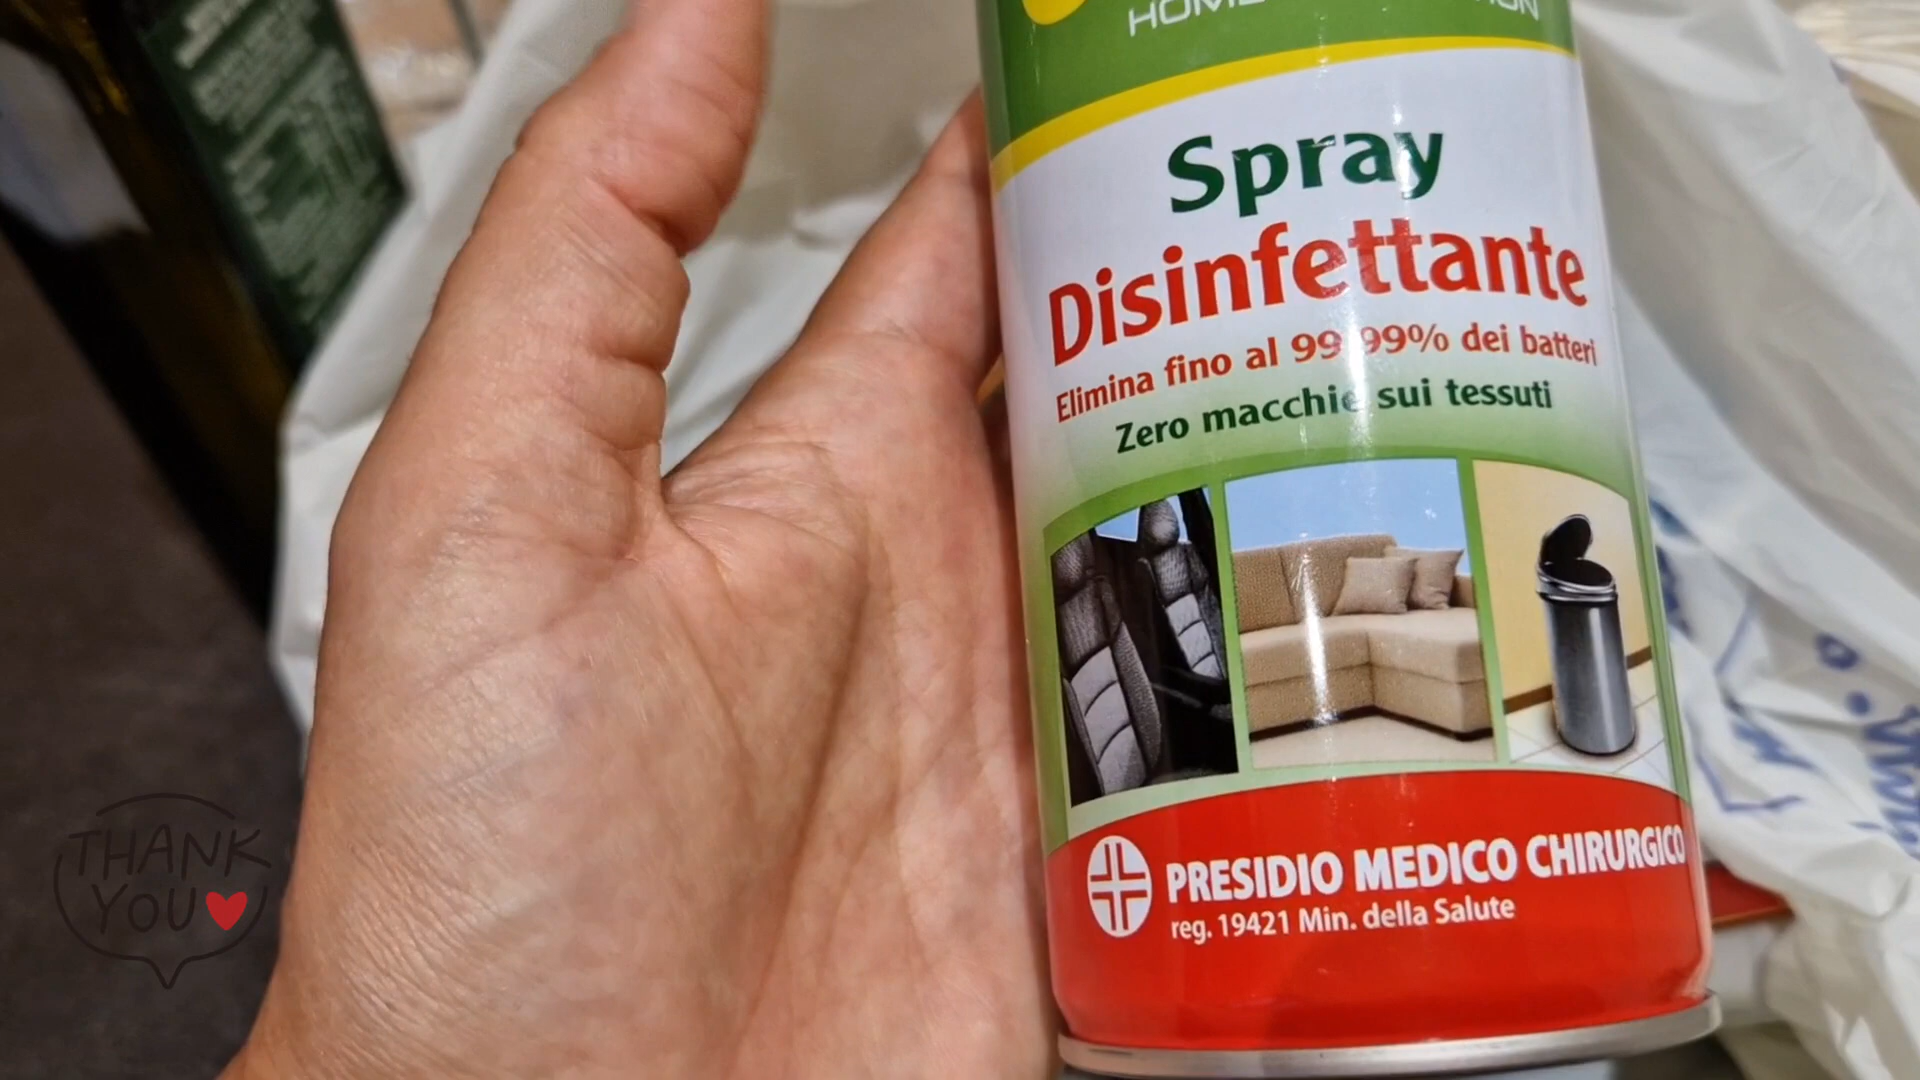 HOME
Spray
Disinfettante
Elimina fino al 99,99% dei batteri
Zero macchie sui tessuti
PRESIDIO MEDICO CHIRURGICO
reg. 19421 Min. della Salute
THANK
YOU